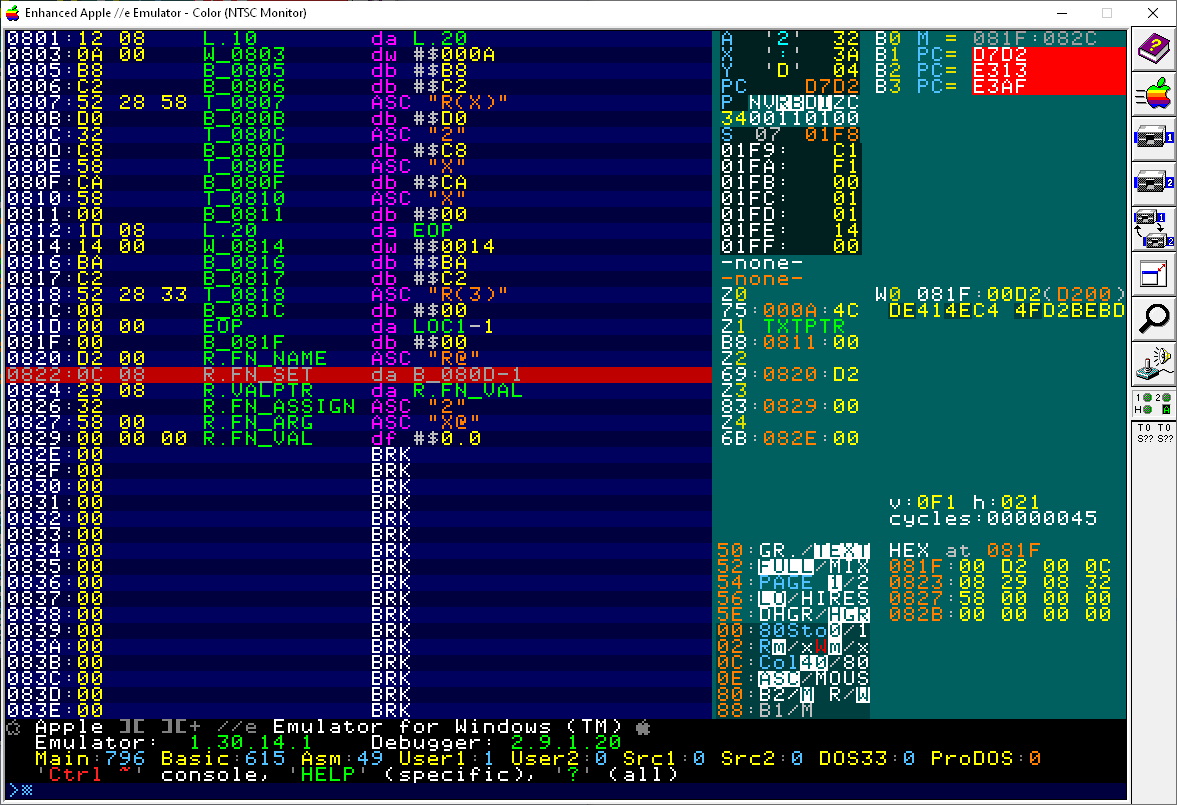 Enhanced Apple //e Emulator - Color (NTSC Monitor)
0801:12 08 L.10 da L.20
0803:0A 00 W_0803 dw #$000A
0805:B8 B_0805 db #$B8
0806:C2 B_0806 db #$C2
0807:52 28 58 T_0807 ASC "R(X)"
080B:D0 B_080B db #$D0
080C:32 T_080C ASC "2"
080D:C8 B_080D db #$C8
080E:58 T_080E ASC "X"
080F:CA B_080F db #$CA
0810:58 T_0810 ASC "X"
0811:00 B_0811 db #$00
0812:1D 08 L.20 da EOP
0814:14 00 W_0814 dw #$0014
0816:BA B_0816 db #$BA
0817:C2 B_0817 db #$C2
0818:52 28 33 T_0818 ASC "R(3)"
081C:00 B_081C db #$00
081D:00 00 EOP da LOC1-1
081F:00 B_081F db #$00
0820:D2 00 R.FN_NAME ASC "R@"
0822:0C 08 R.FN_SET da B_080D-1
0824:29 08 R.VALPTR da R.FN_VAL
0826:32 R.FN_ASSIGN ASC "2"
0827:58 00 R.FN_ARG ASC "X@"
0829:00 00 00 R.FN_VAL df #$0.0
082E:00 BRK
082F:00 BRK
0830:00 BRK
0831:00 BRK
0832:00 BRK
0833:00 BRK
0834:00 BRK
0835:00 BRK
0836:00 BRK
0837:00 BRK
0838:00 BRK
0839:00 BRK
083A:00 BRK
083B:00 BRK
083C:00 BRK
083D:00 BRK
083E:00 BRK
A '2' 32
X ':' 3A
Y 'D' 04
PC D7D2
P NVRBDIZC
34 00110100
S 07 01F8
01F9: C1
01FA: F1
01FB: 00
01FC: 01
01FD: 01
01FE: 14
01FF: 00
-none-
-none-
Z0
75:000A:4C
Z1 TXTPTR
B8:0811:00
Z2
69:0820:D2
Z3
83:0829:00
Z4
6B:082E:00
50:GR./TEXT
52:FULL/MIX
54:PAGE 1/2
56:LO/HIRES
5E:DHGR/HGR
00:80Sto0/1
02:Rm/xWm/x
0C:Col40/80
0E:ASC/MOUS
80:B2/M R/W
88:B1/M
B0 M = 081F:082C
B1 PC= D7D2
B2 PC= E313
B3 PC= E3AF
W0 081F:00D2(D200)
DE414EC4 4FD2BEBD
v:0F1 h:021
cycles:00000045
HEX at 081F
081F:00 D2 00 0C
0823:08 29 08 32
0827:58 00 00 00
082B:00 00 00 00
Apple ][ ][+ //e Emulator for Windows (TM)
Emulator: 1.30.14.1 Debugger: 2.9.1.20
Main:796 Basic:615 Asm:49 User1:1 User2:0 Src1:0 Src2:0 DOS33:0 ProDOS:0
'Ctrl ~' console, 'HELP' (specific), '?' (all)
>
1
2
1
2
1 2
H A
T0 T0
S?? S??